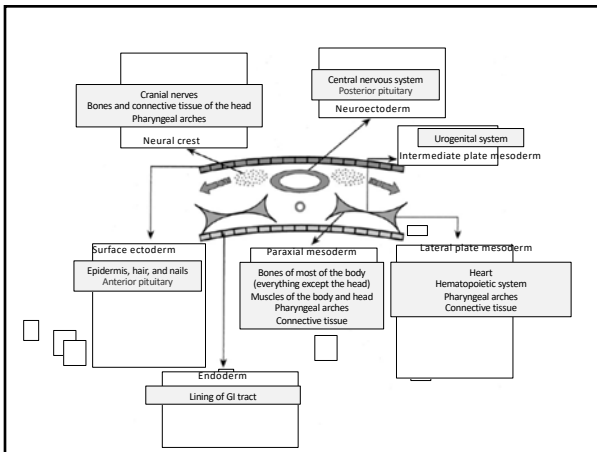 Cranial nerves
Bones and connective tissue of the head
Pharyngeal arches
Neural crest
Central nervous system
Posterior pituitary
Neuroectoderm
Urogenital system
Intermediate plate mesoderm
Surface ectoderm
Epidermis, hair, and nails
Anterior pituitary
Paraxial mesoderm
Bones of most of the body
(everything except the head)
Muscles of the body and head
Pharyngeal arches
Connective tissue
Lateral plate mesoderm
Heart
Hematopoietic system
Pharyngeal arches
Connective tissue
Endoderm
Lining of GI tract